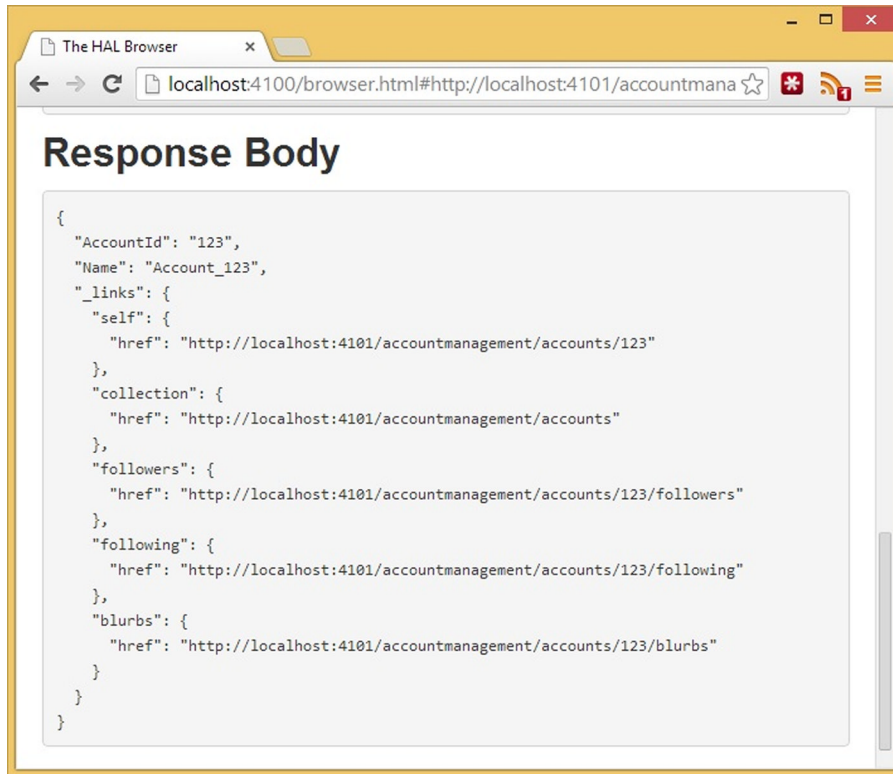 The HAL Browser
localhost:4100/browser.html#http://localhost:4101/accountmana
1
Response Body
{
  "AccountId": "123",
  "Name": "Account_123",
  "_links": {
    "self": {
      "href": "http://localhost:4101/accountmanagement/accounts/123"
    },
    "collection": {
      "href": "http://localhost:4101/accountmanagement/accounts"
    },
    "followers": {
      "href": "http://localhost:4101/accountmanagement/accounts/123/followers"
    },
    "following": {
      "href": "http://localhost:4101/accountmanagement/accounts/123/following"
    },
    "blurbs": {
      "href": "http://localhost:4101/accountmanagement/accounts/123/blurbs"
    }
  }
}